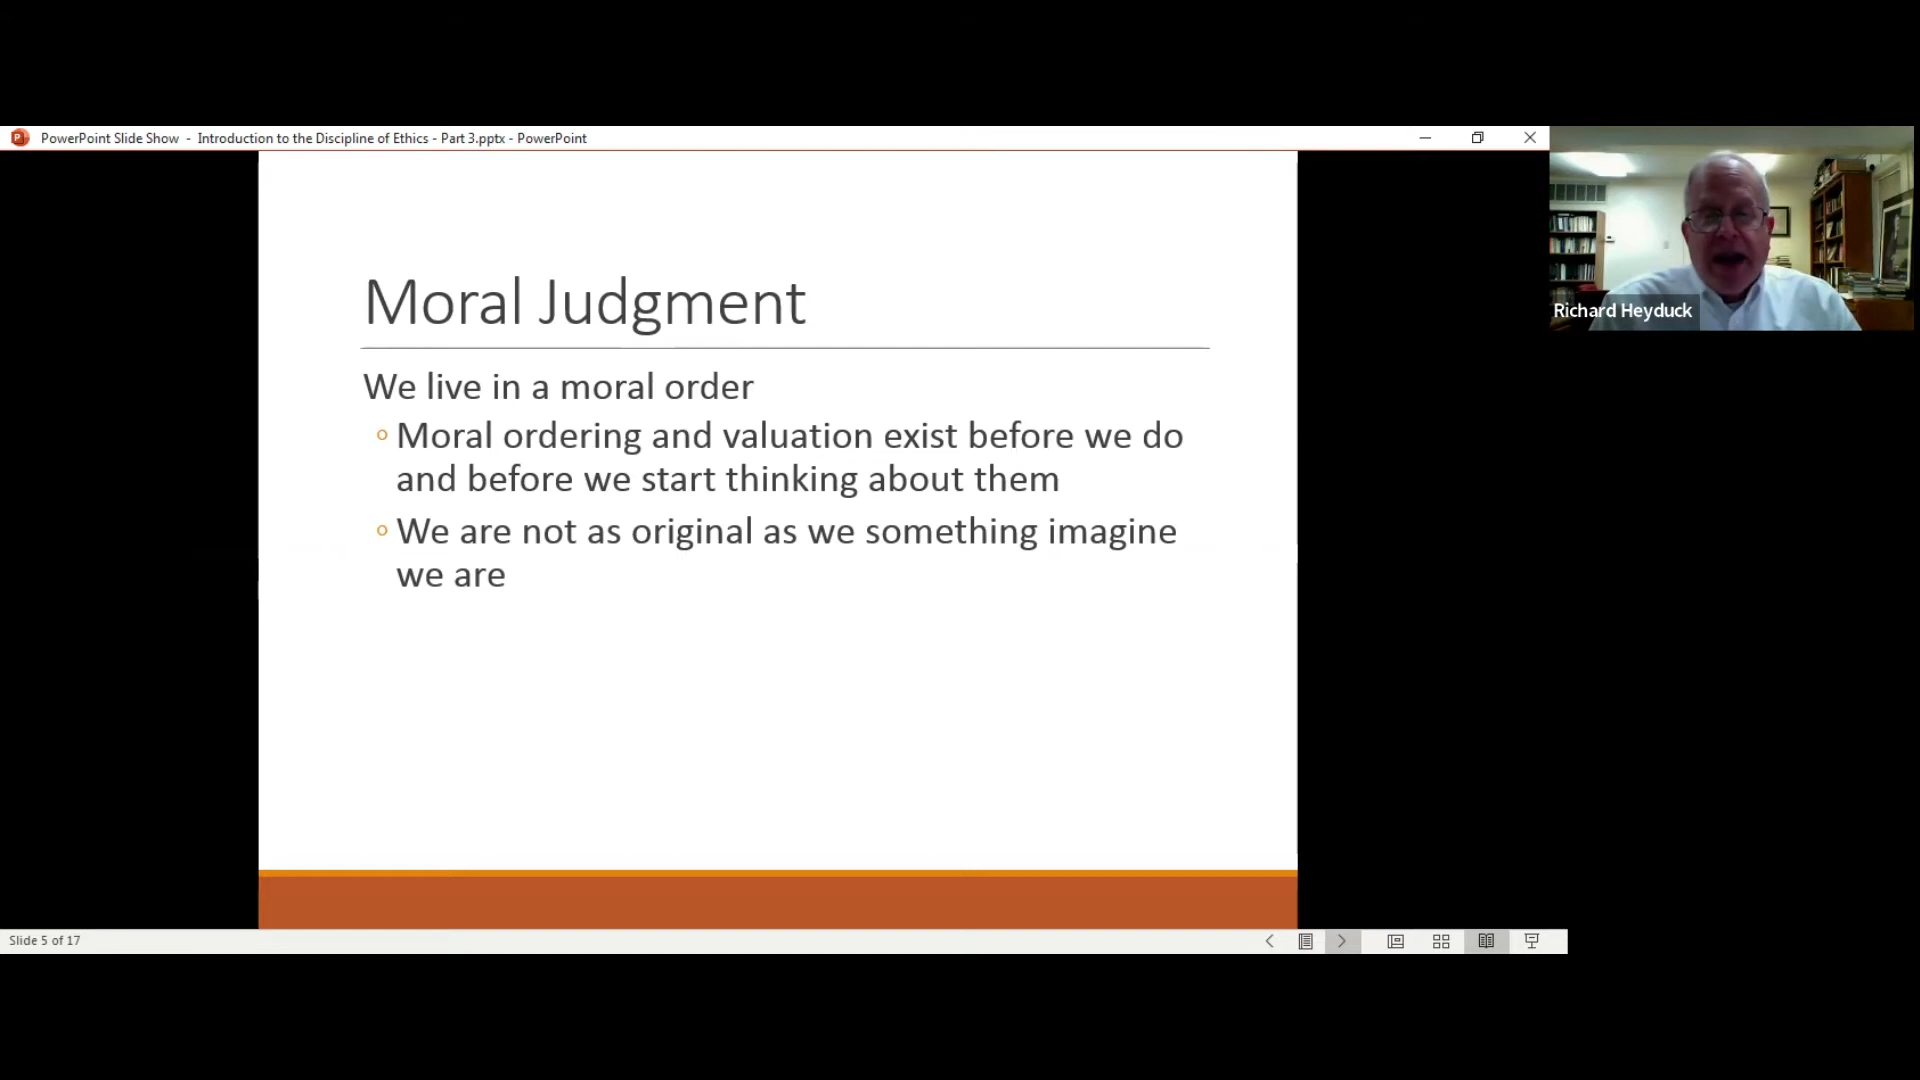 PowerPoint Slide Show - Introduction to the Discipline of Ethics - Part 3.pptx - PowerPoint
Richard Heyduck
Moral Judgment
We live in a moral order
Moral ordering and valuation exist before we do
and before we start thinking about them
We are not as original as we something imagine
we are
Slide 5 of 17